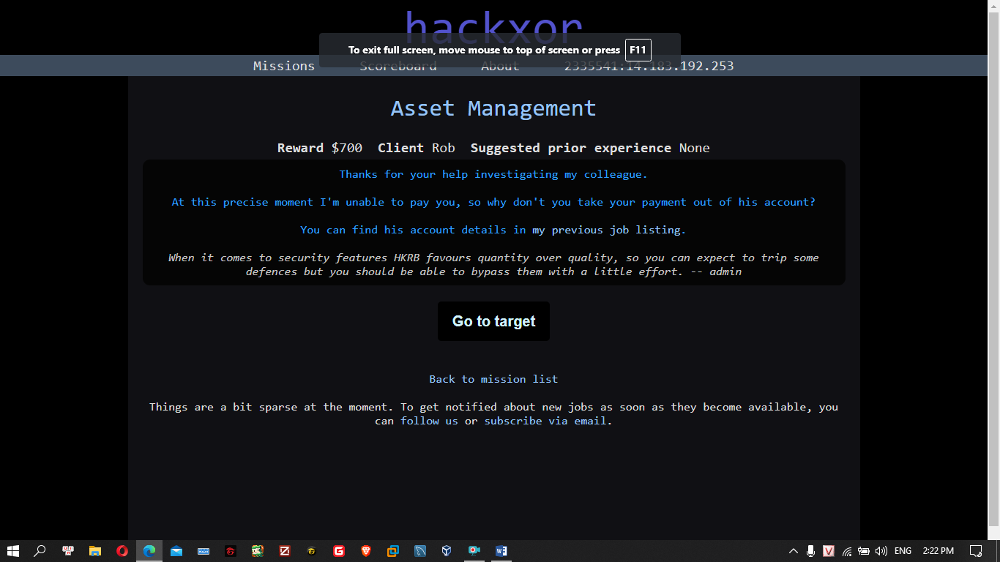 hackxor
To exit full screen, move mouse to top of screen or press F11
Missions Scoreboard About 2335541:14.183.192.253
Asset Management
Reward $700 Client Rob Suggested prior experience None
Thanks for your help investigating my colleague.
At this precise moment I'm unable to pay you, so why don't you take your payment out of his account?
You can find his account details in my previous job listing.
When it comes to security features HKRB favours quantity over quality, so you can expect to trip some
defences but you should be able to bypass them with a little effort. -- admin
Go to target
Back to mission list
Things are a bit sparse at the moment. To get notified about new jobs as soon as they become available, you
can follow us or subscribe via email.
ENG 2:22 PM